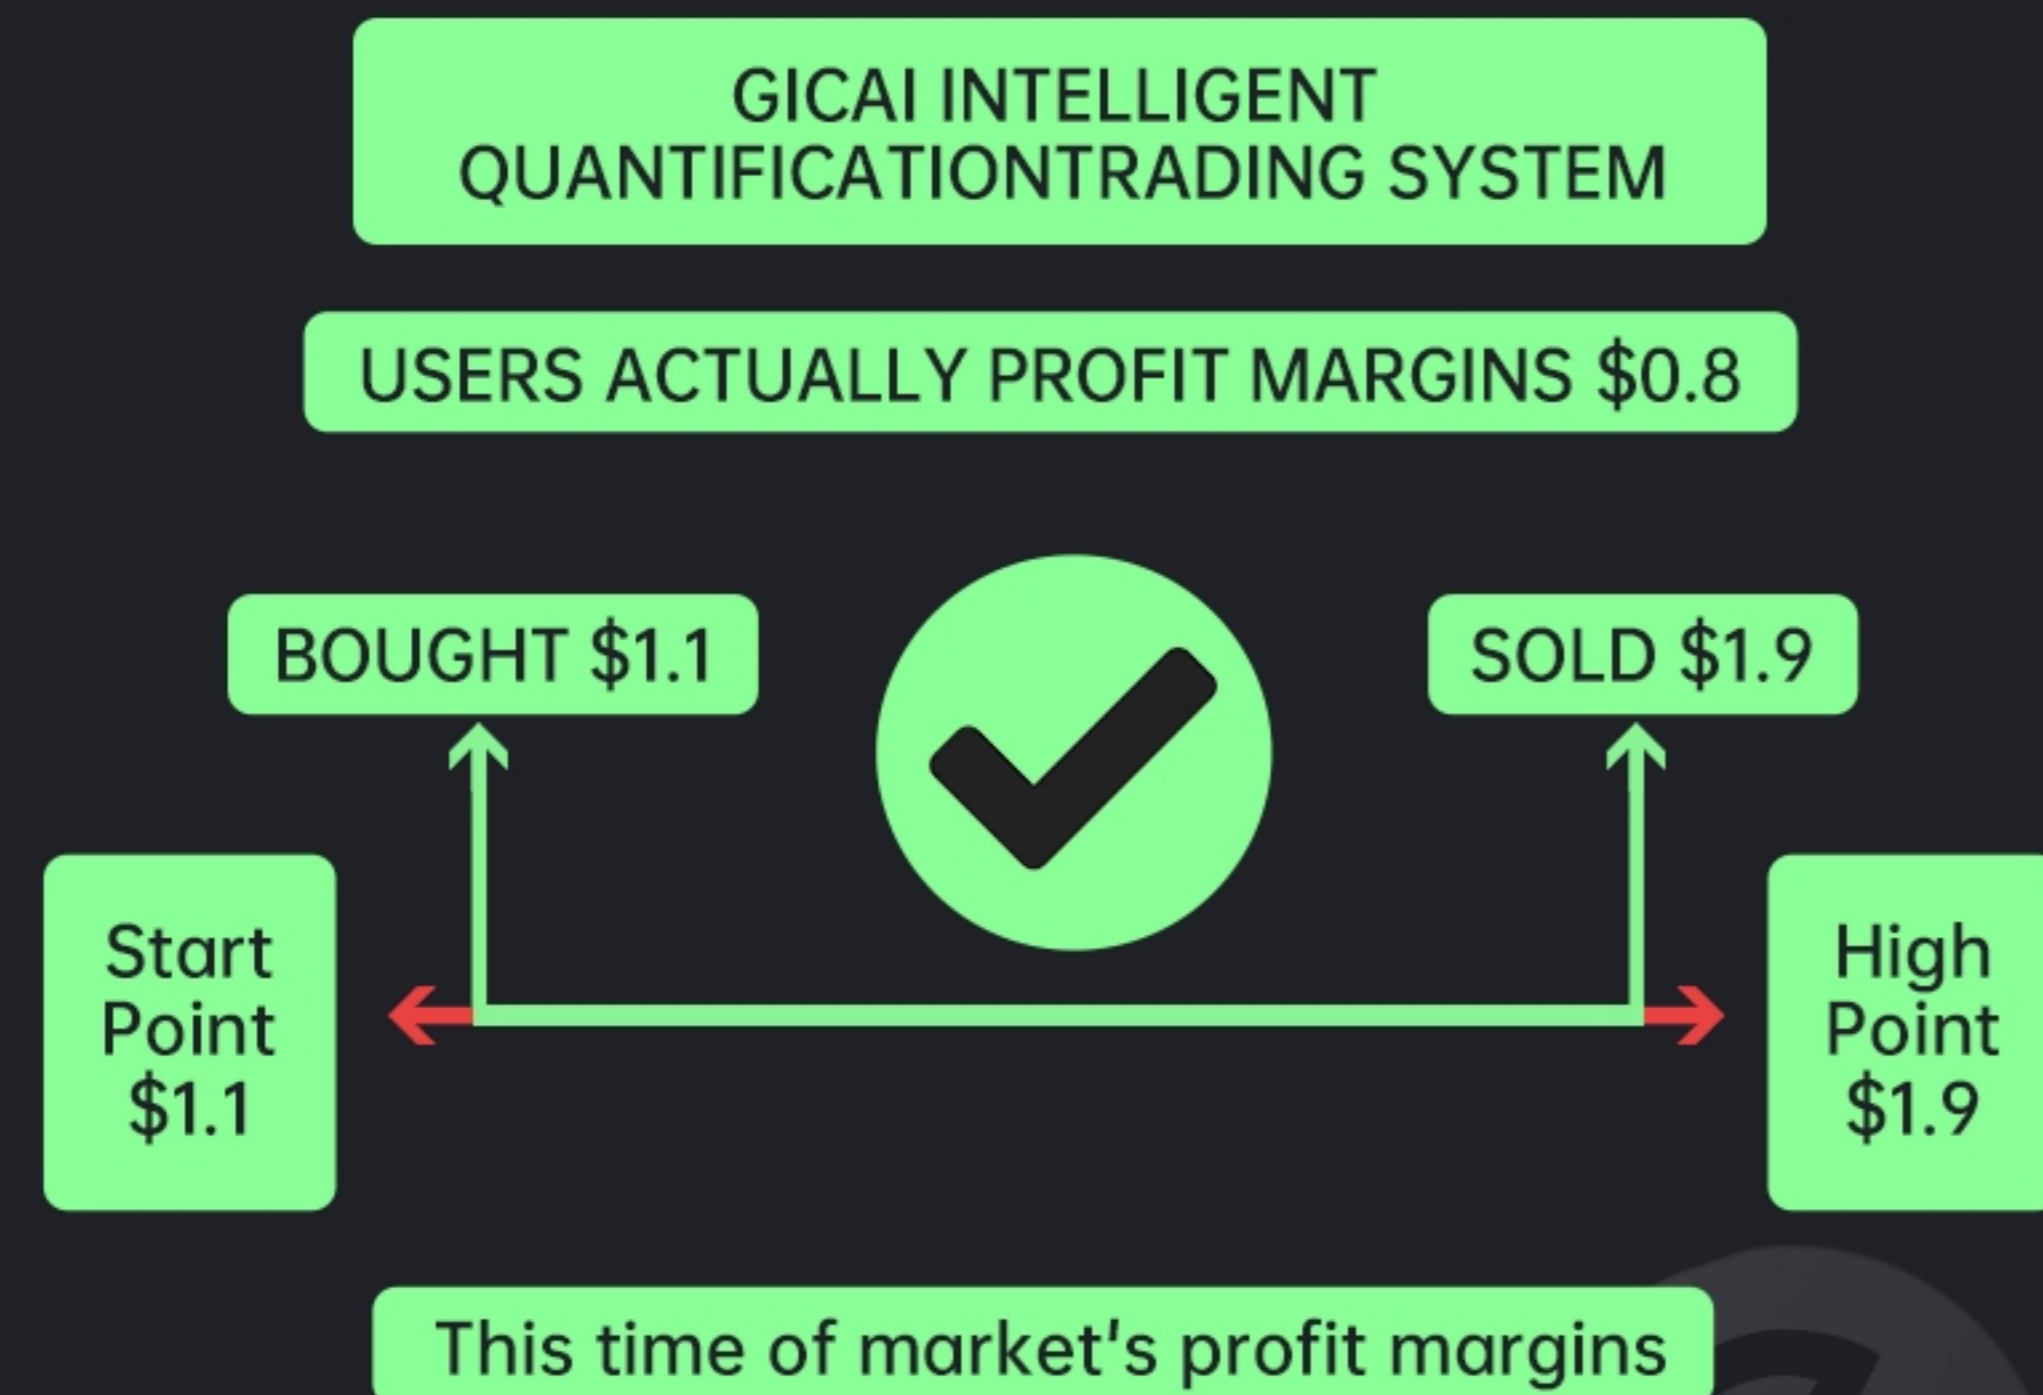 GICAI INTELLIGENT
QUANTIFICATIONTRADING SYSTEM
USERS ACTUALLY PROFIT MARGINS $0.8
BOUGHT $1.1
SOLD $1.9
Start
Point
$1.1
High
Point
$1.9
This time of market's profit margins